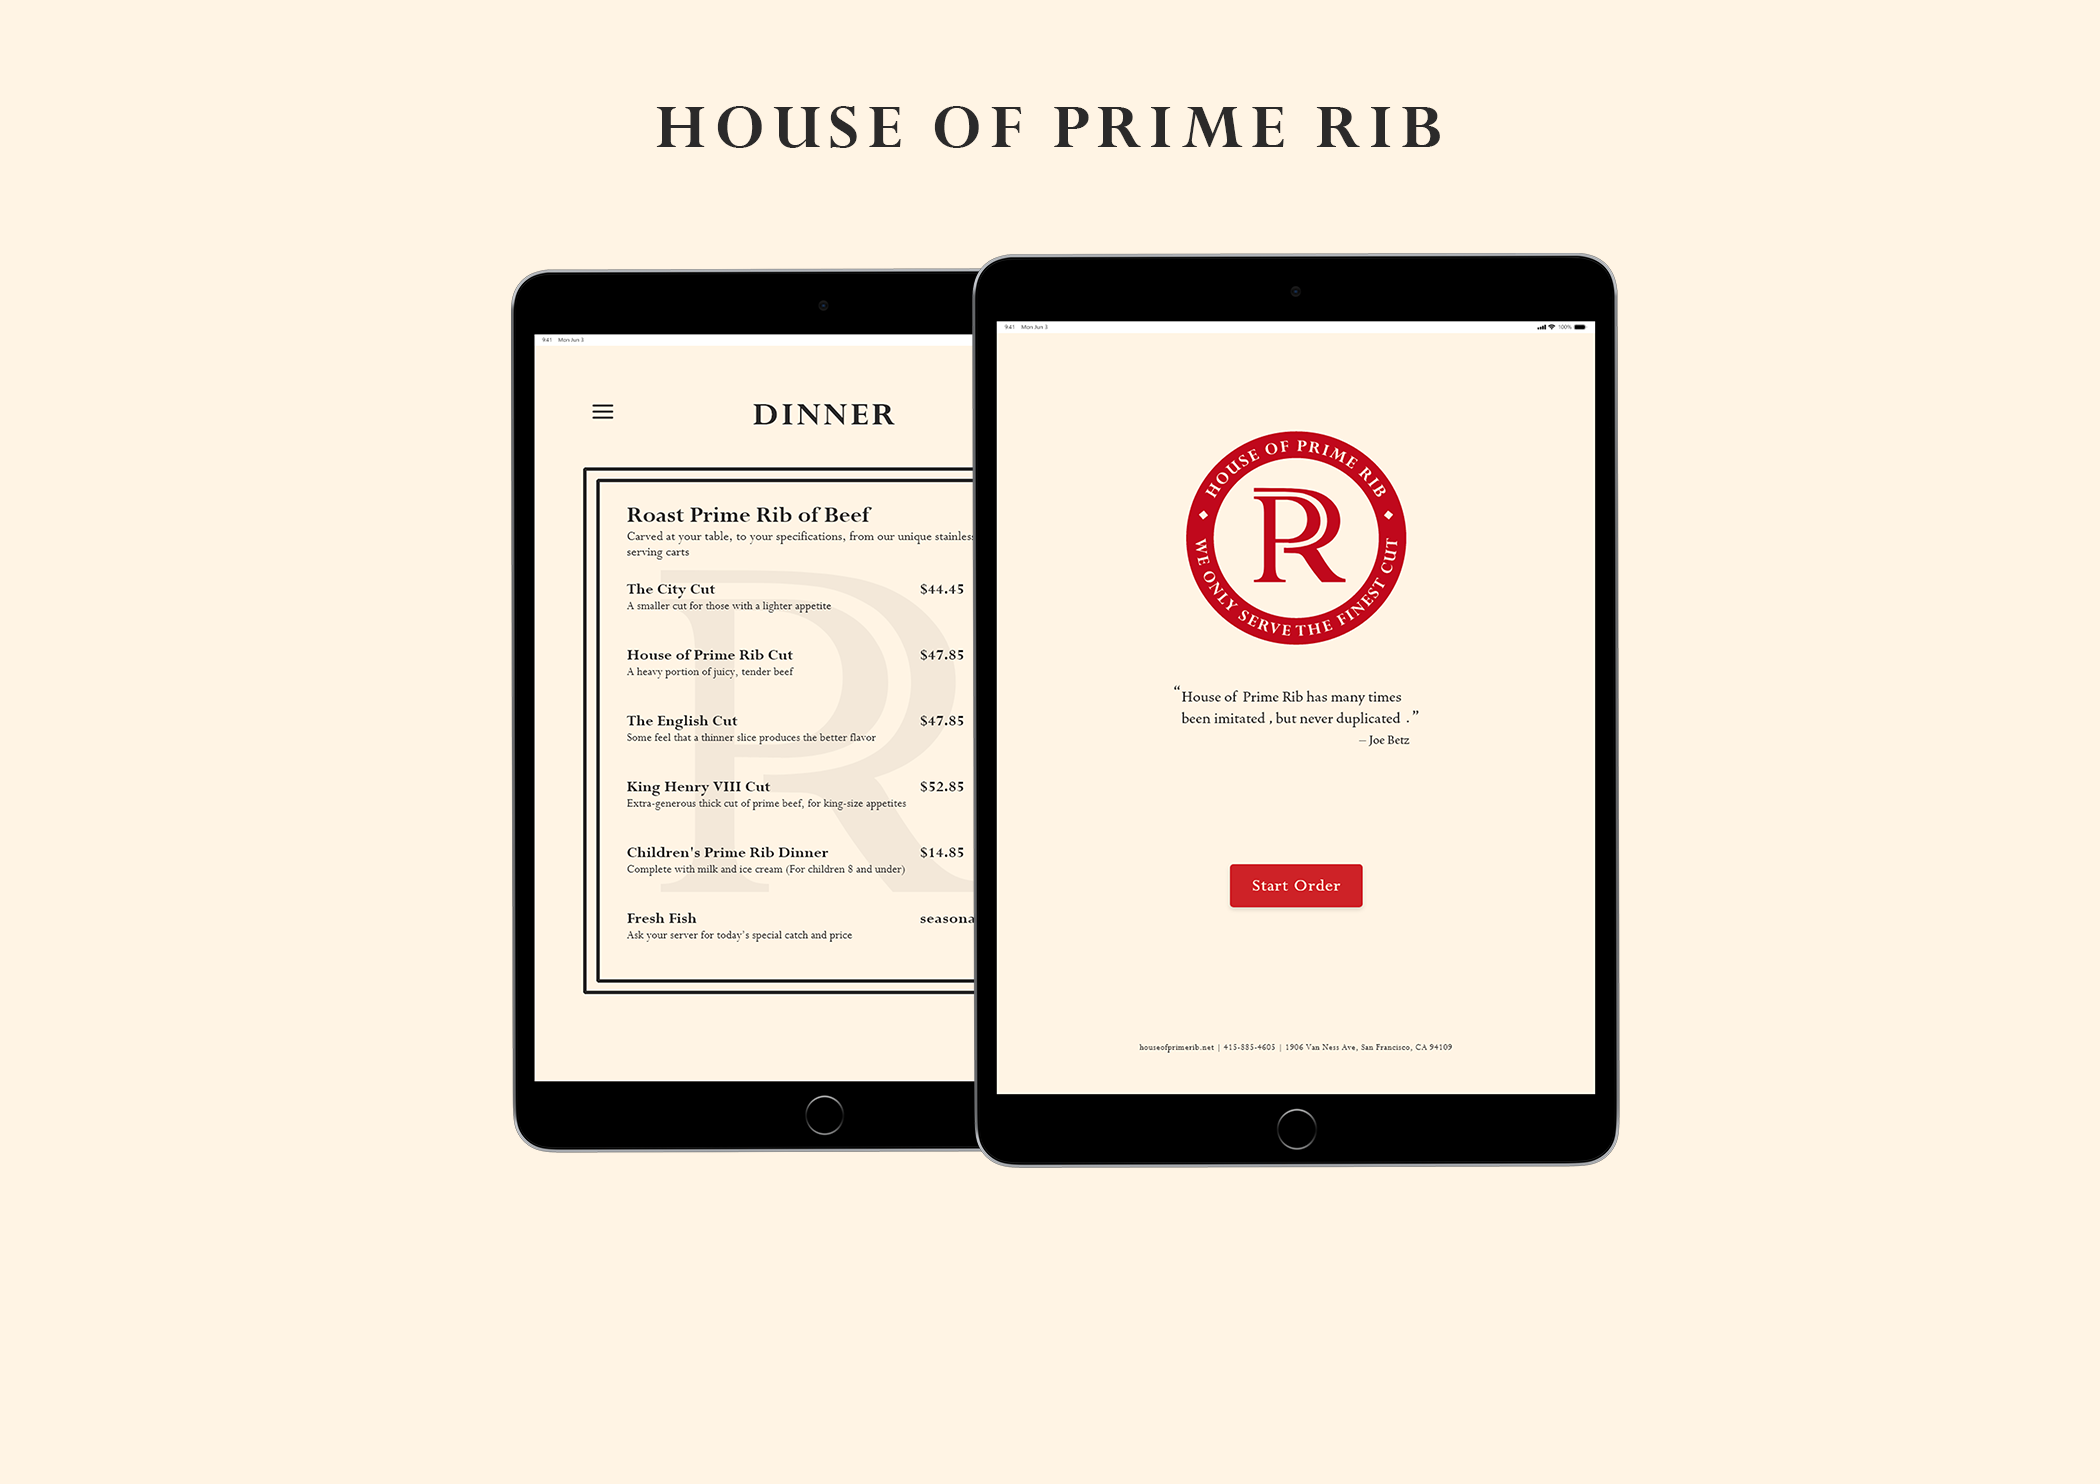 HOUSE OF PRIME RIB
9:41 Mon Jun 3
DINNER
Roast Prime Rib of Beef
Carved at your table, to your specifications, from our unique stainless
serving carts
The City Cut $44.45
A smaller cut for those with a lighter appetite
House of Prime Rib Cut $47.85
A heavy portion of juicy, tender beef
The English Cut $47.85
Some feel that a thinner slice produces the better flavor
King Henry VIII Cut $52.85
Extra-generous thick cut of prime beef, for king-size appetites
Children's Prime Rib Dinner $14.85
Complete with milk and ice cream (For children 8 and under)
Fresh Fish seasona
Ask your server for today's special catch and price
9:41 Mon Jun 3 100%
HOUSE OF PRIME RIB
PR
WE ONLY SERVE THE FINEST CUT
“House of Prime Rib has many times
been imitated , but never duplicated .”
– Joe Betz
Start Order
houseofprimerib.net | 415-885-4605 | 1906 Van Ness Ave, San Francisco, CA 94109